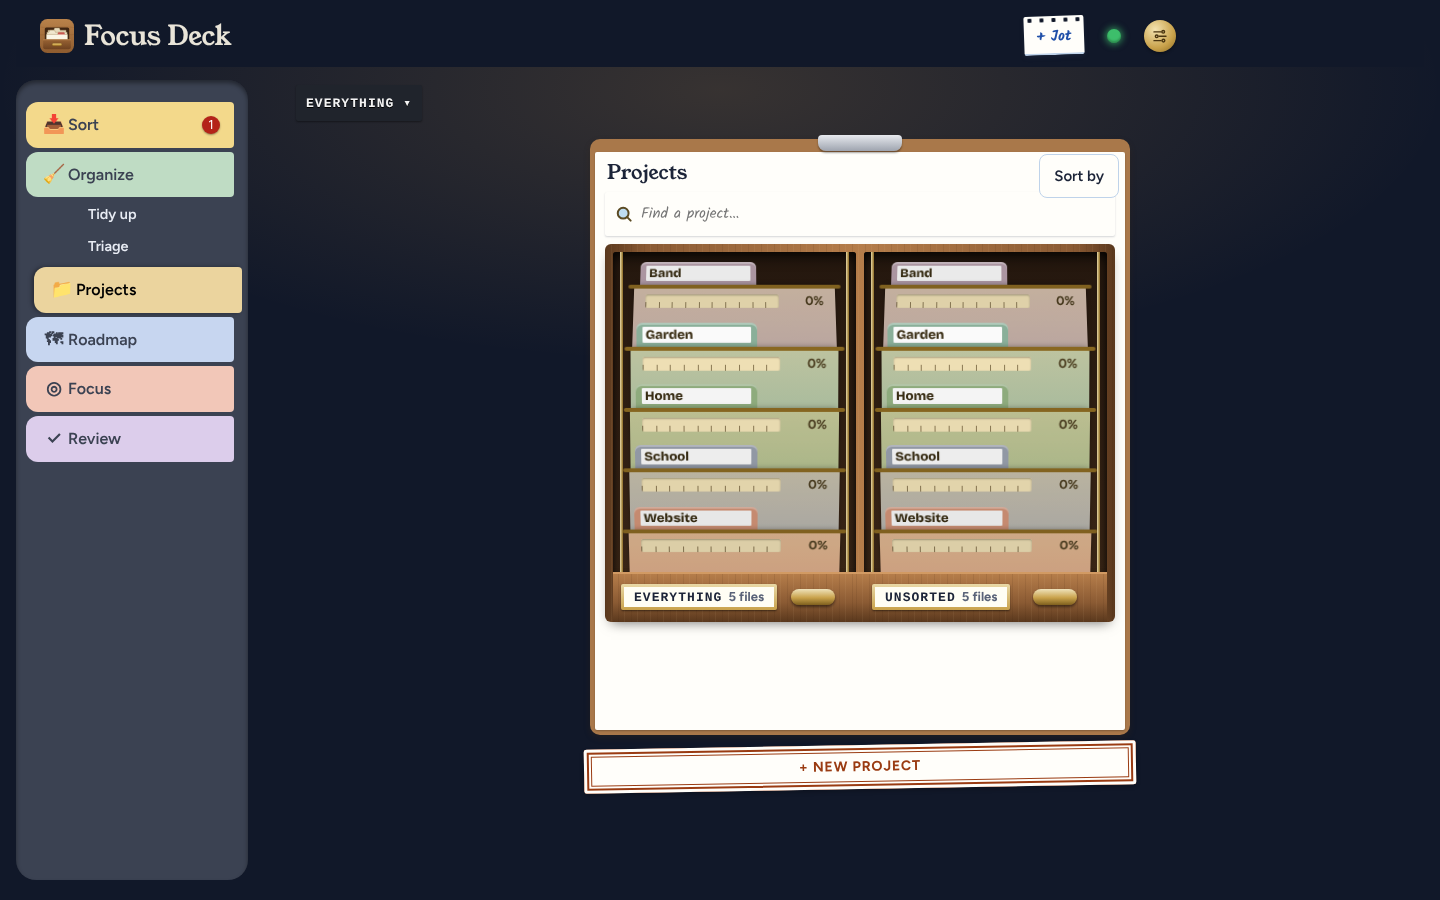 Focus Deck
+ Jot
Sort
1
Organize
Tidy up
Triage
Projects
Roadmap
Focus
Review
EVERYTHING ▾
Projects
Sort by
Find a project...
Band
0%
Garden
0%
Home
0%
School
0%
Website
0%
EVERYTHING 5 files
Band
0%
Garden
0%
Home
0%
School
0%
Website
0%
UNSORTED 5 files
+ NEW PROJECT